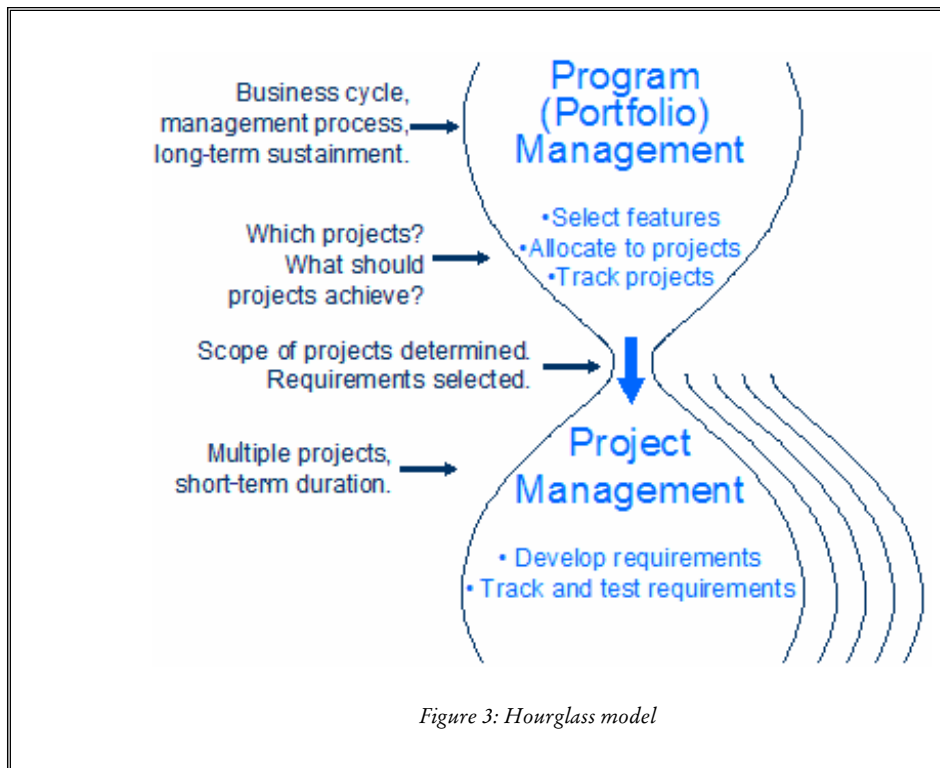 Program
(Portfolio)
Management
Business cycle,
management process,
long-term sustainment.
•Select features
•Allocate to projects
•Track projects
Which projects?
What should
projects achieve?
Scope of projects determined.
Requirements selected.
Project
Management
Multiple projects,
short-term duration.
• Develop requirements
• Track and test requirements
Figure 3: Hourglass model